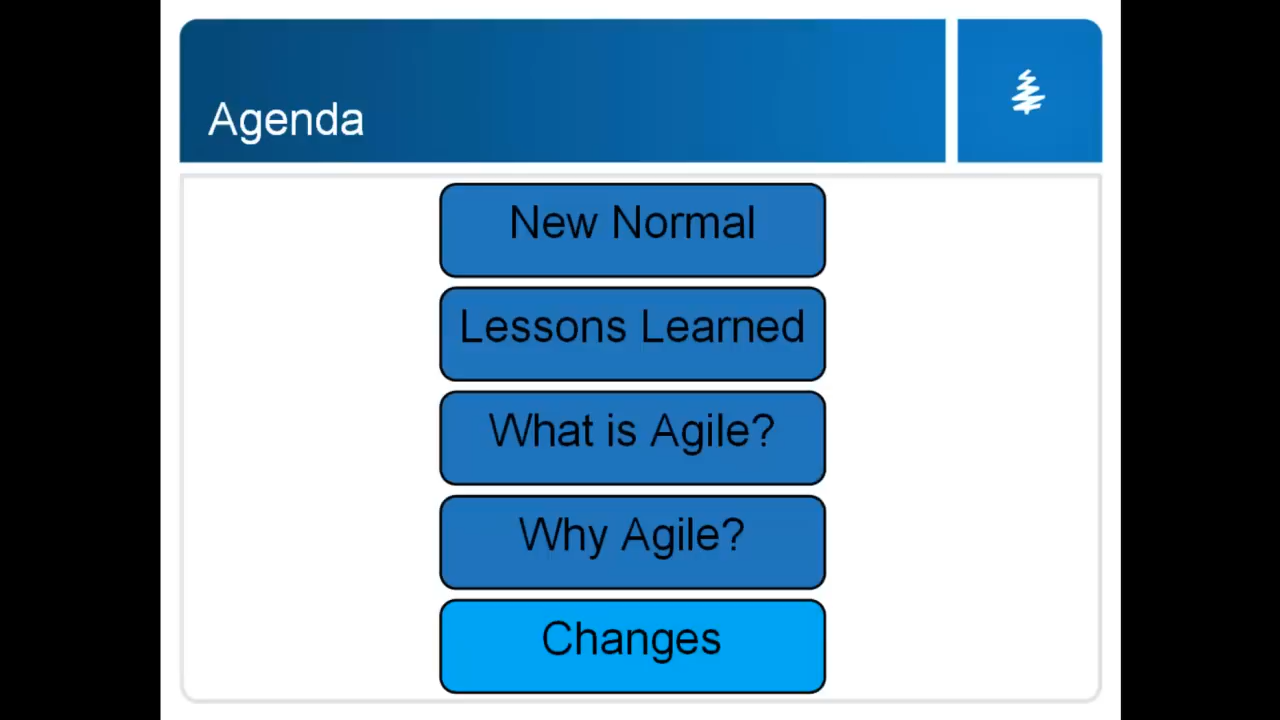 Agenda
New Normal
Lessons Learned
What is Agile?
Why Agile?
Changes